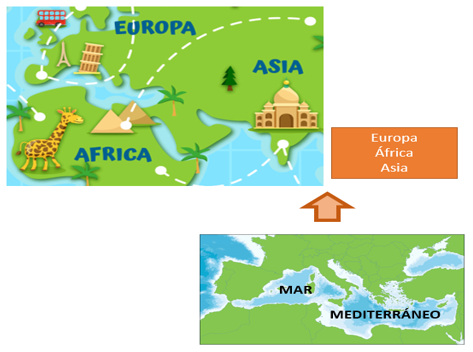 EUROPA
ASIA
AFRICA
Europa
África
Asia
MAR
MEDITERRÁNEO